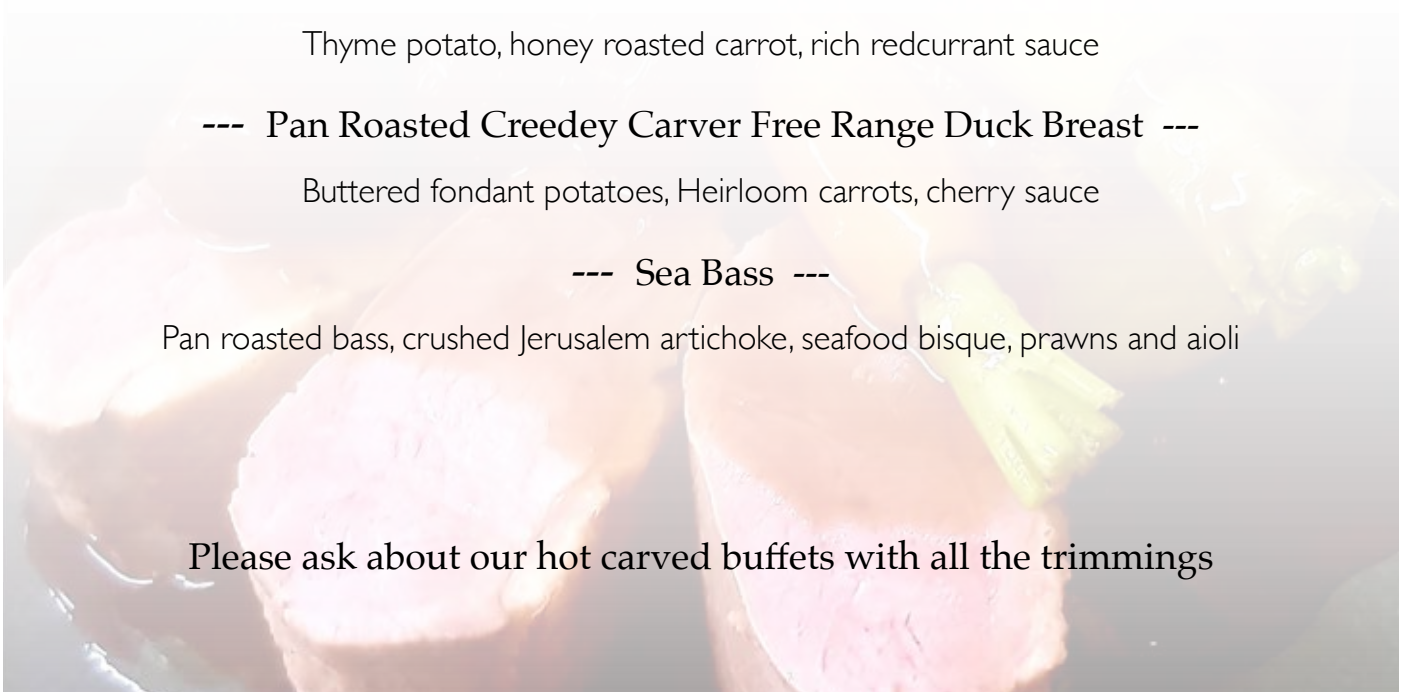 Thyme potato, honey roasted carrot, rich redcurrant sauce
--- Pan Roasted Creedey Carver Free Range Duck Breast ---
Buttered fondant potatoes, Heirloom carrots, cherry sauce
--- Sea Bass ---
Pan roasted bass, crushed Jerusalem artichoke, seafood bisque, prawns and aioli
Please ask about our hot carved buffets with all the trimmings